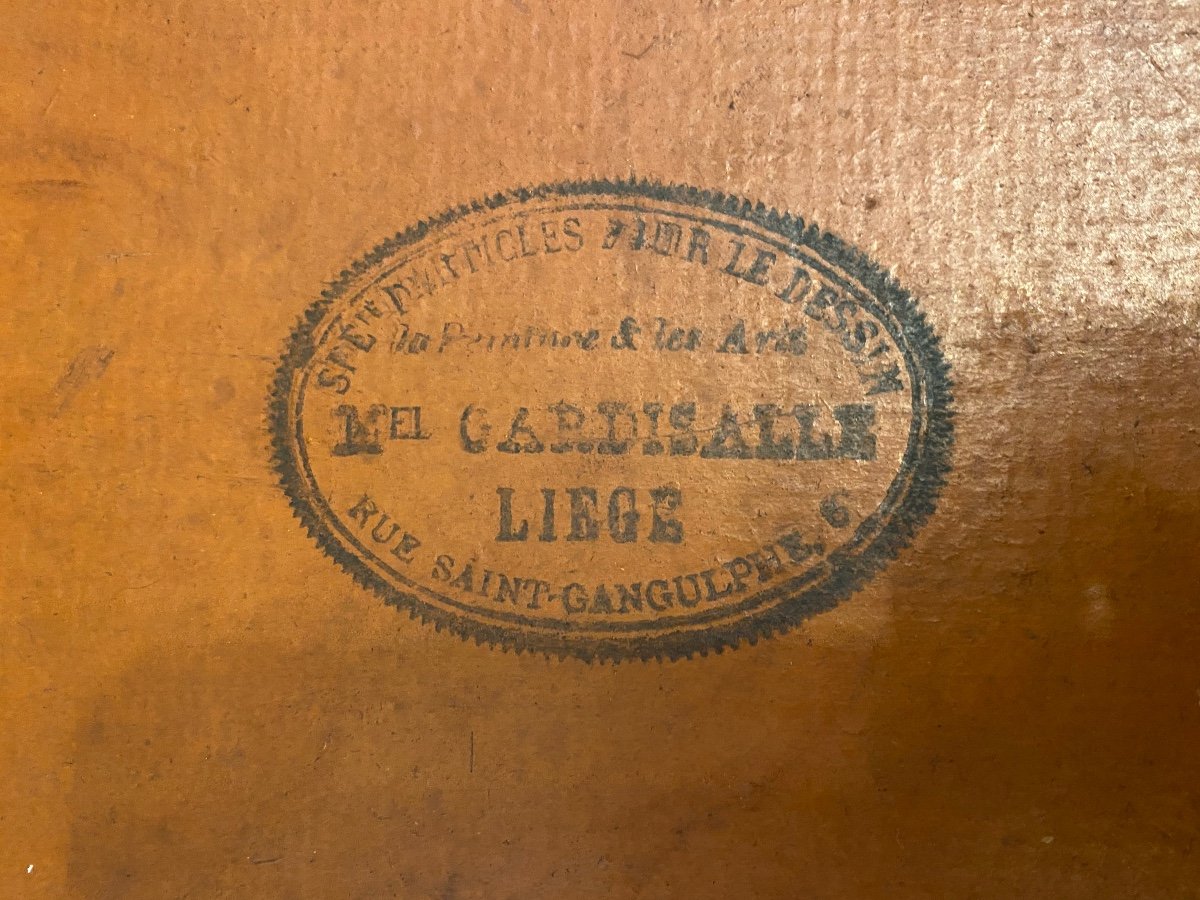 SPÉTÉ D'ARTICLES POUR LE DESSIN
la Peinture & les Arts
MEL GARDISALLE
LIEGE
RUE SAINT-GANGULPHE, 6